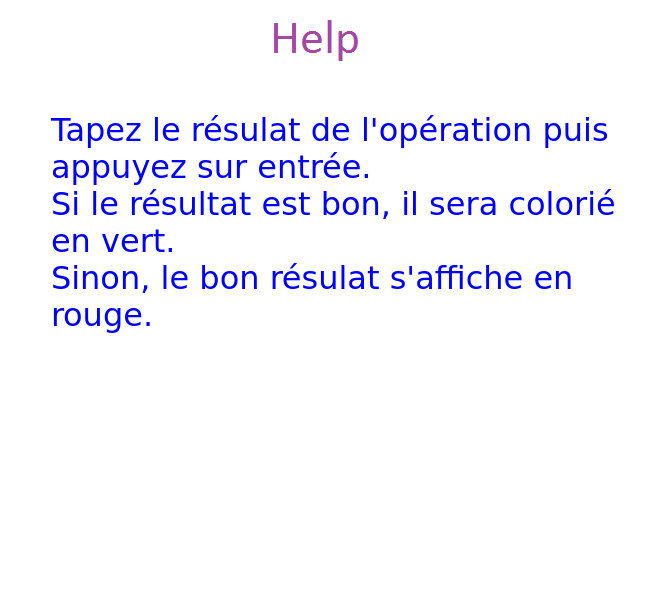 Help
Tapez le résulat de l'opération puis
appuyez sur entrée.
Si le résultat est bon, il sera colorié
en vert.
Sinon, le bon résulat s'affiche en
rouge.